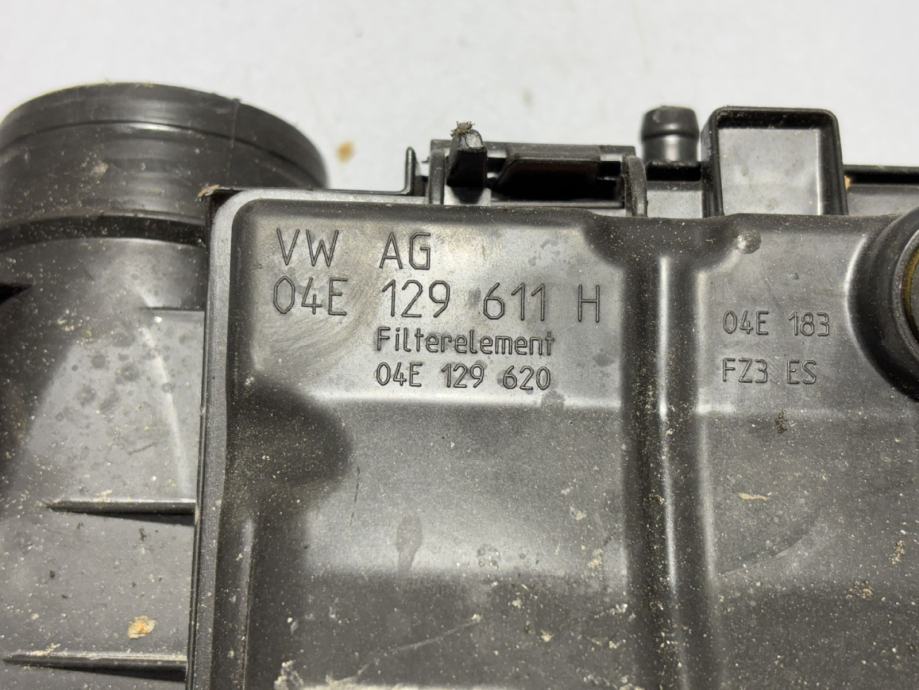 VW AG
04E 129 611 H
Filterelement
04E 129 620
04E 183
FZ3 ES